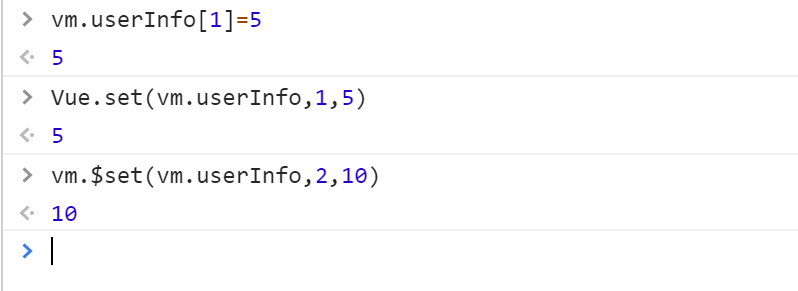 > vm.userInfo[1]=5
5
> Vue.set(vm.userInfo,1,5)
5
> vm.$set(vm.userInfo,2,10)
10
>